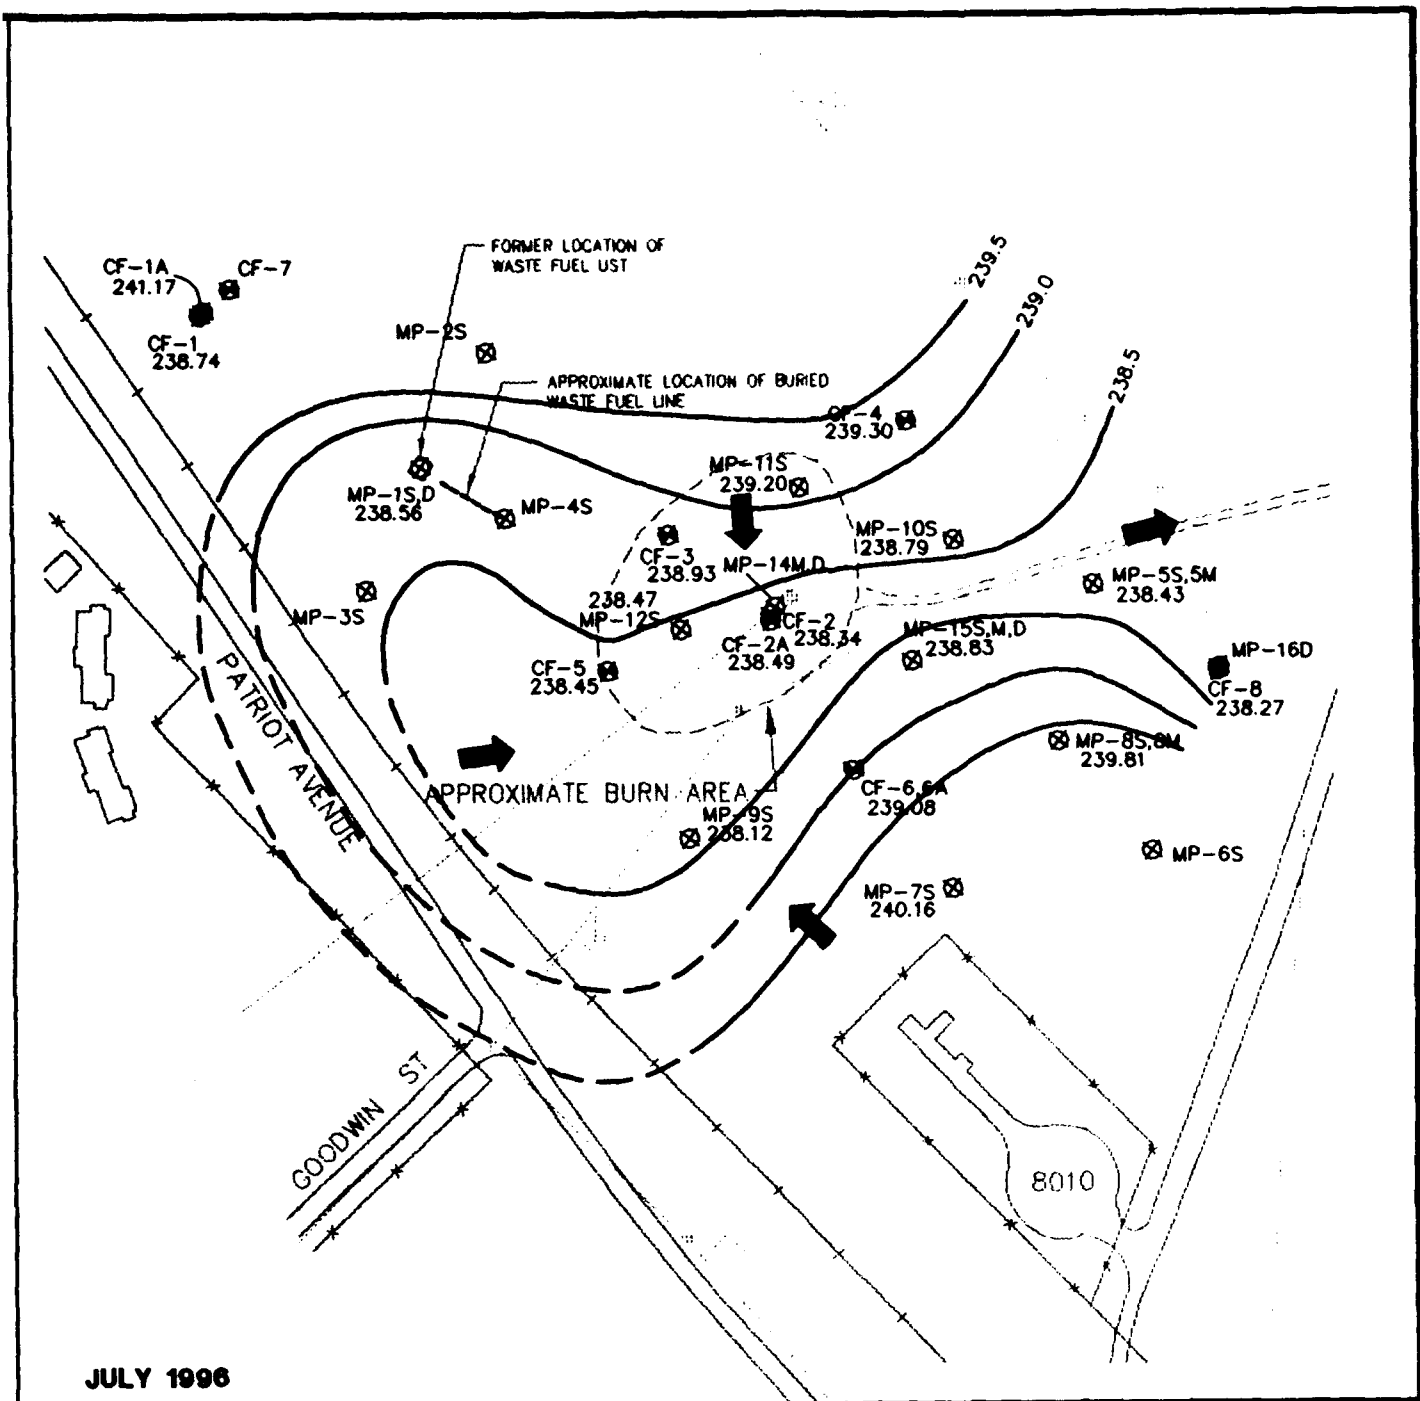 239.5
FORMER LOCATION OF
WASTE FUEL UST
CF-1A
241.17
CF-7
239.0
CF-1
238.74
MP-2S
238.5
APPROXIMATE LOCATION OF BURIED
WASTE FUEL LINE
CF-4
239.30
MP-11S
239.20
MP-1S,D
238.56
MP-4S
MP-10S
238.79
CF-3
238.93
MP-14M,D
MP-5S,5M
238.43
238.47
MP-12S
MP-3S
CF-2
238.34
CF-2A
238.49
MP-15S,M,D
238.83
MP-16D
CF-8
238.27
CF-5
238.45
PATRIOT AVENUE
MP-8S,8M
239.81
APPROXIMATE BURN AREA
CF-6,6A
239.08
MP-9S
238.12
MP-6S
MP-7S
240.16
GOODWIN ST
8010
JULY 1996